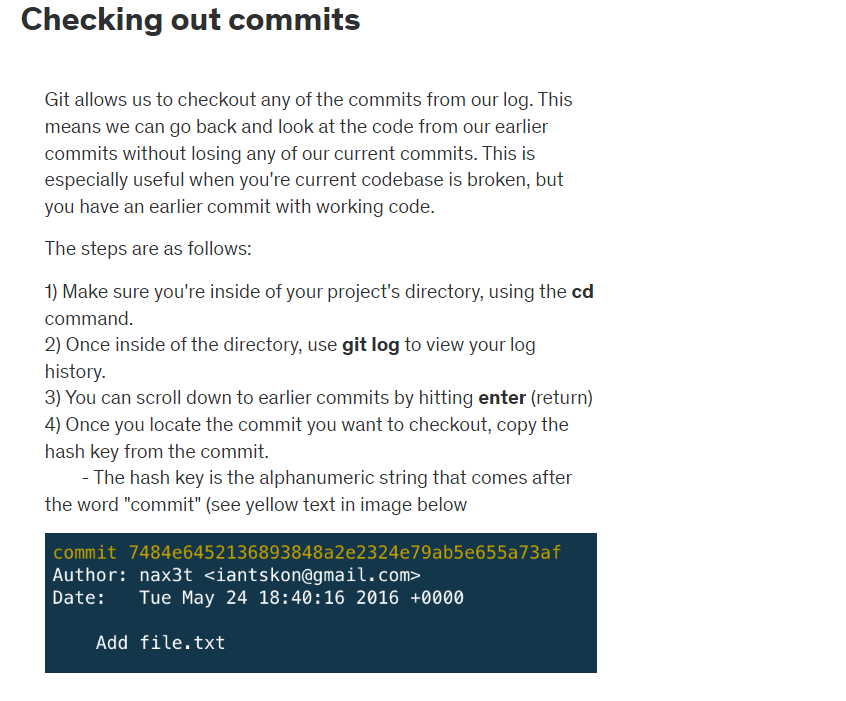 Checking out commits
Git allows us to checkout any of the commits from our log. This
means we can go back and look at the code from our earlier
commits without losing any of our current commits. This is
especially useful when you're current codebase is broken, but
you have an earlier commit with working code.
The steps are as follows:
1) Make sure you're inside of your project's directory, using the cd
command.
2) Once inside of the directory, use git log to view your log
history.
3) You can scroll down to earlier commits by hitting enter (return)
4) Once you locate the commit you want to checkout, copy the
hash key from the commit.
- The hash key is the alphanumeric string that comes after
the word "commit" (see yellow text in image below
commit 7484e6452136893848a2e2324e79ab5e655a73af
Author: nax3t <iantskon@gmail.com>
Date:   Tue May 24 18:40:16 2016 +0000
Add file.txt